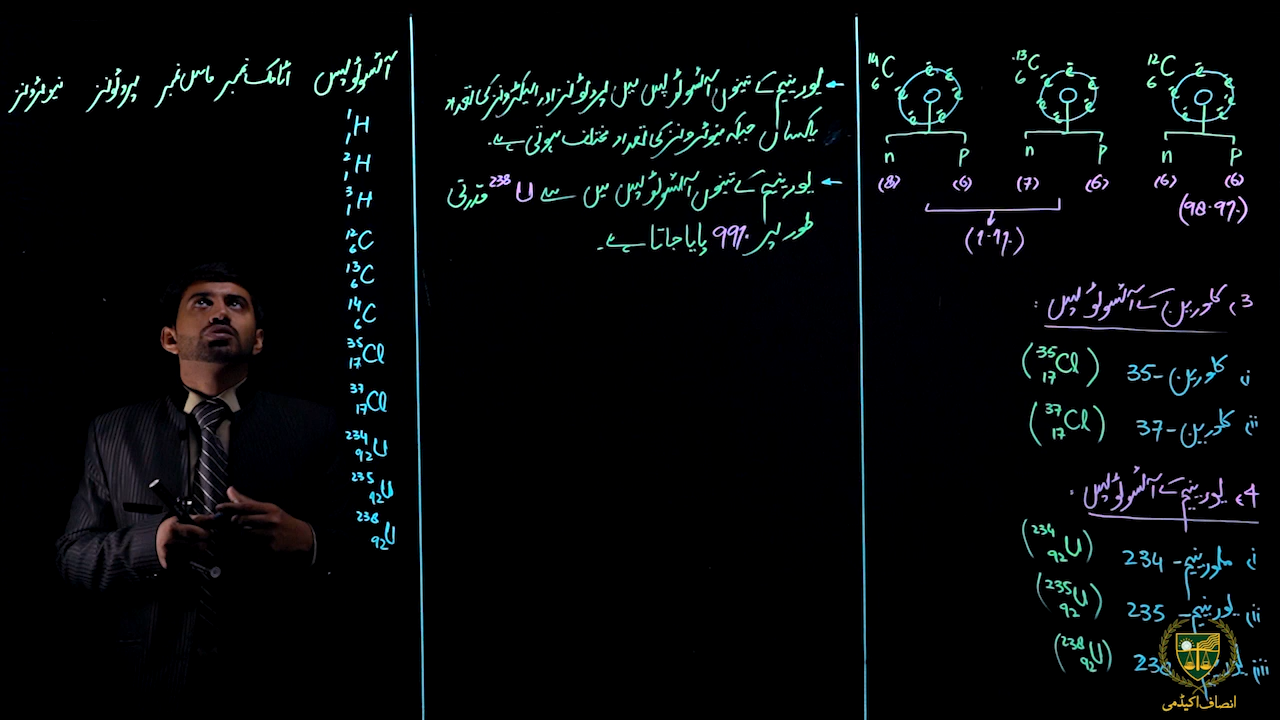 ¹⁴₆C ¹³₆C ¹²₆C
e e e e e e e e e e e e e e e e e e
n P n P n P
(8) (6) (7) (6) (6) (6)
(1.1%) (98.9%)
3، کلورین کے آئسوٹوپس :
i، کلورین-35 (³⁵₁₇Cl)
ii، کلورین-37 (³⁷₁₇Cl)
4، یورینیم کے آئسوٹوپس :
i، یورینیم-234 (²³⁴₉₂U)
ii، یورینیم-235 (²³⁵₉₂U)
iii، یورینیم (²³⁸₉₂U)
← یورینیم کے تینوں آئسوٹوپس میں پروٹونز اور الیکٹرونز کی تعداد
یکساں جبکہ نیوٹرونز کی تعداد مختلف ہوتی ہے۔
← یورینیم کے تینوں آئسوٹوپس میں سے ²³⁸U قدرتی
طور پر 99% پایا جاتا ہے۔
آئسوٹوپس اٹامک نمبر ماس نمبر پروٹونز نیوٹرونز
¹₁H
²₁H
³₁H
¹²₆C
¹³₆C
¹⁴₆C
³⁵₁₇Cl
³⁷₁₇Cl
²³⁴₉₂U
²³⁵₉₂U
²³⁸₉₂U
انصاف اکیڈمی